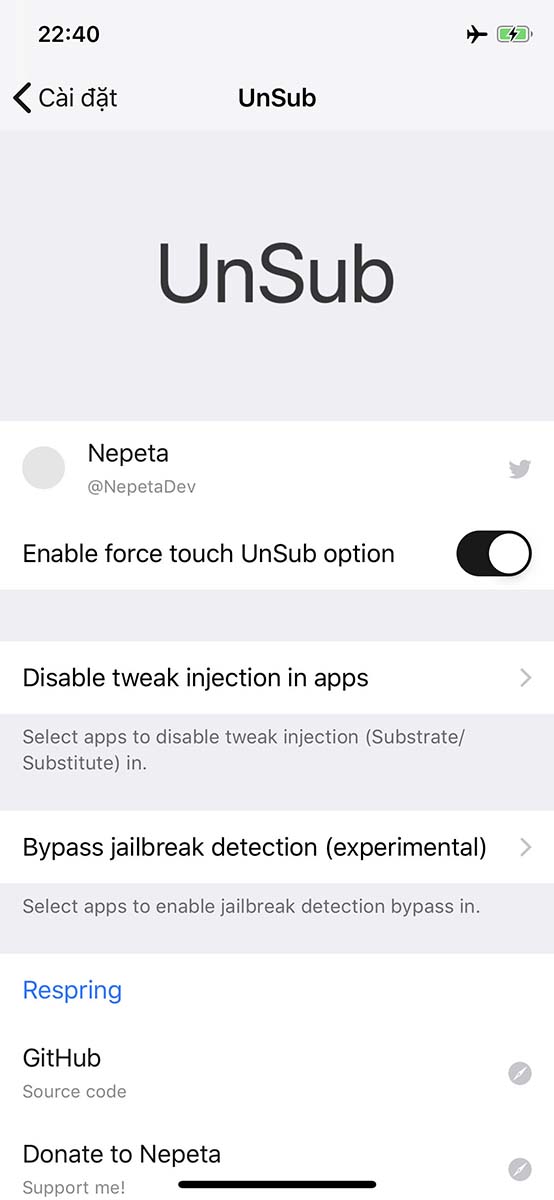 22:40
Cài đặt
UnSub
UnSub
Nepeta
@NepetaDev
Enable force touch UnSub option
Disable tweak injection in apps
Select apps to disable tweak injection (Substrate/
Substitute) in.
Bypass jailbreak detection (experimental)
Select apps to enable jailbreak detection bypass in.
Respring
GitHub
Source code
Donate to Nepeta
Support me!